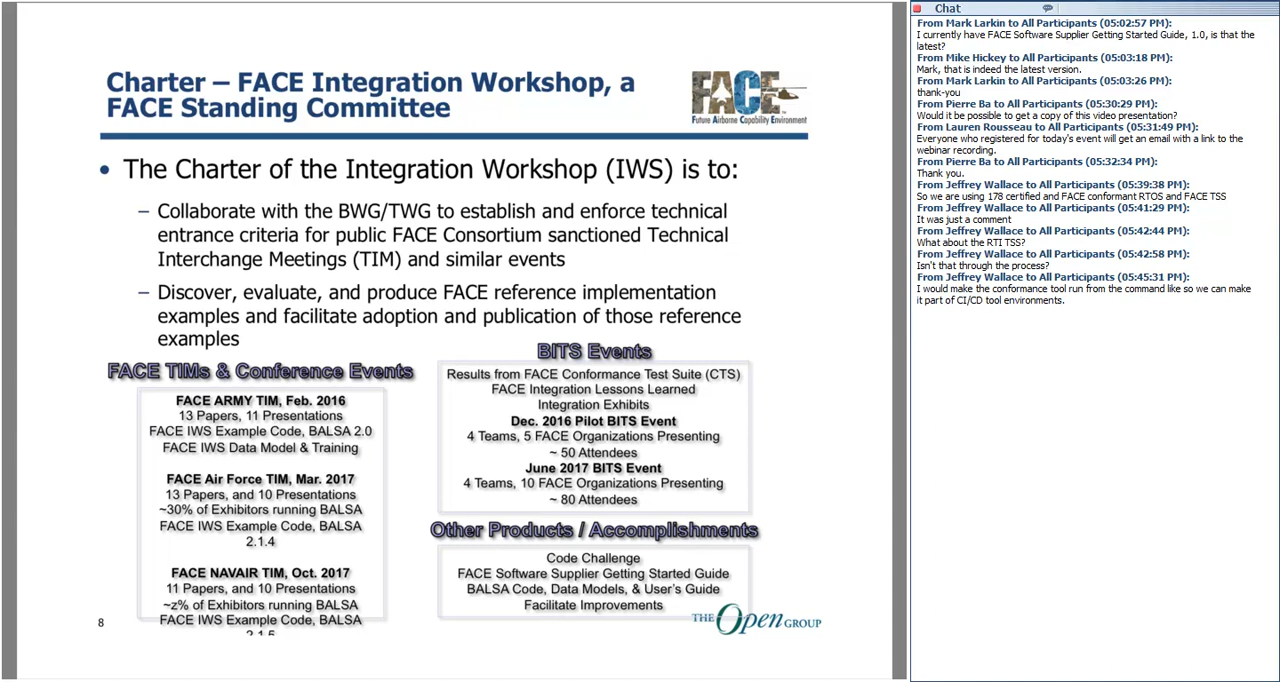 Charter – FACE Integration Workshop, a
FACE Standing Committee
FACE
Future Airborne Capability Environment
• The Charter of the Integration Workshop (IWS) is to:
– Collaborate with the BWG/TWG to establish and enforce technical
entrance criteria for public FACE Consortium sanctioned Technical
Interchange Meetings (TIM) and similar events
– Discover, evaluate, and produce FACE reference implementation
examples and facilitate adoption and publication of those reference
examples
FACE TIMs & Conference Events
FACE ARMY TIM, Feb. 2016
13 Papers, 11 Presentations
FACE IWS Example Code, BALSA 2.0
FACE IWS Data Model & Training
FACE Air Force TIM, Mar. 2017
13 Papers, and 10 Presentations
~30% of Exhibitors running BALSA
FACE IWS Example Code, BALSA
2.1.4
FACE NAVAIR TIM, Oct. 2017
11 Papers, and 10 Presentations
~z% of Exhibitors running BALSA
FACE IWS Example Code, BALSA
2.1.5
BITS Events
Results from FACE Conformance Test Suite (CTS)
FACE Integration Lessons Learned
Integration Exhibits
Dec. 2016 Pilot BITS Event
4 Teams, 5 FACE Organizations Presenting
~ 50 Attendees
June 2017 BITS Event
4 Teams, 10 FACE Organizations Presenting
~ 80 Attendees
Other Products / Accomplishments
Code Challenge
FACE Software Supplier Getting Started Guide
BALSA Code, Data Models, & User's Guide
Facilitate Improvements
8
THE Open GROUP
Chat
From Mark Larkin to All Participants (05:02:57 PM):
I currently have FACE Software Supplier Getting Started Guide, 1.0, is that the
latest?
From Mike Hickey to All Participants (05:03:18 PM):
Mark, that is indeed the latest version.
From Mark Larkin to All Participants (05:03:26 PM):
thank-you
From Pierre Ba to All Participants (05:30:29 PM):
Would it be possible to get a copy of this video presentation?
From Lauren Rousseau to All Participants (05:31:49 PM):
Everyone who registered for today's event will get an email with a link to the
webinar recording.
From Pierre Ba to All Participants (05:32:34 PM):
Thank you.
From Jeffrey Wallace to All Participants (05:39:38 PM):
So we are using 178 certified and FACE conformant RTOS and FACE TSS
From Jeffrey Wallace to All Participants (05:41:29 PM):
It was just a comment
From Jeffrey Wallace to All Participants (05:42:44 PM):
What about the RTI TSS?
From Jeffrey Wallace to All Participants (05:42:58 PM):
Isn't that through the process?
From Jeffrey Wallace to All Participants (05:45:31 PM):
I would make the conformance tool run from the command like so we can make
it part of CI/CD tool environments.